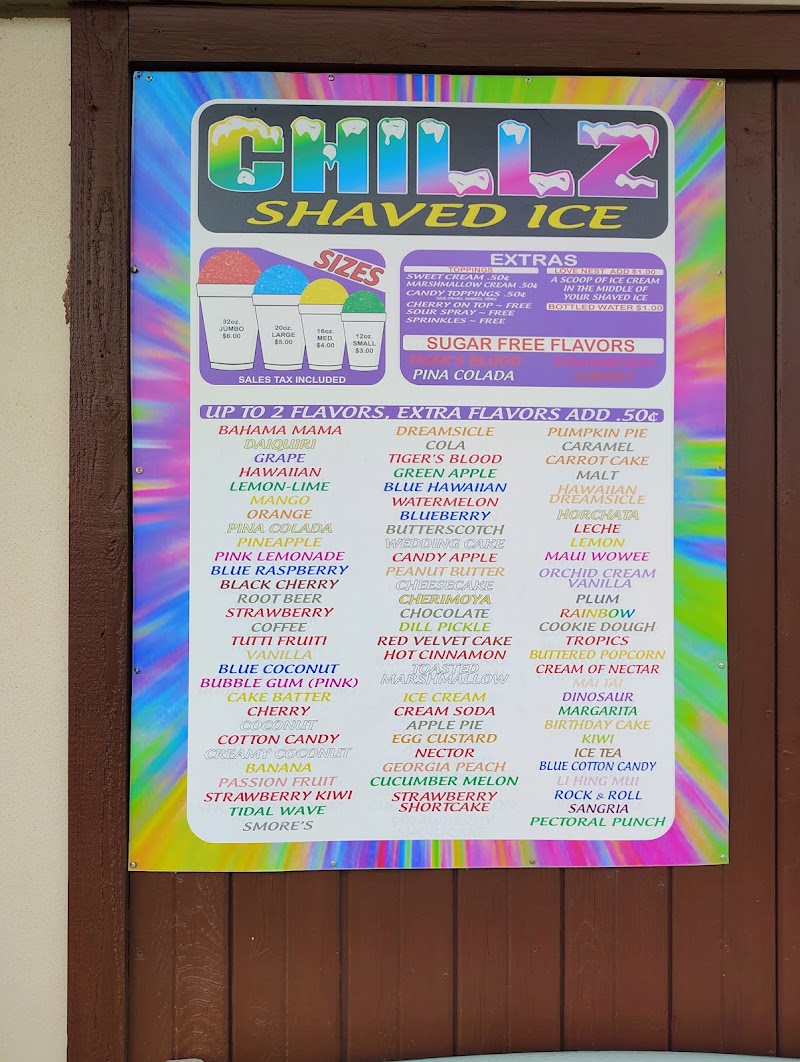 CHILLZ
SHAVED ICE
SIZES
32oz.
JUMBO
$6.00
20oz.
LARGE
$5.00
16oz.
MED.
$4.00
12oz.
SMALL
$3.00
SALES TAX INCLUDED
EXTRAS
TOPPINGS
SWEET CREAM .50¢
MARSHMALLOW CREAM .50¢
CANDY TOPPINGS .50¢
CHERRY ON TOP ~ FREE
SOUR SPRAY ~ FREE
SPRINKLES ~ FREE
LOVE NEST ADD $1.00
A SCOOP OF ICE CREAM
IN THE MIDDLE OF
YOUR SHAVED ICE
BOTTLED WATER $1.00
SUGAR FREE FLAVORS
TIGER'S BLOOD
PINA COLADA
STRAWBERRY
CHERRY
UP TO 2 FLAVORS, EXTRA FLAVORS ADD .50¢
BAHAMA MAMA
DAIQUIRI
GRAPE
HAWAIIAN
LEMON-LIME
MANGO
ORANGE
PINA COLADA
PINEAPPLE
PINK LEMONADE
BLUE RASPBERRY
BLACK CHERRY
ROOT BEER
STRAWBERRY
COFFEE
TUTTI FRUITI
VANILLA
BLUE COCONUT
BUBBLE GUM (PINK)
CAKE BATTER
CHERRY
COCONUT
COTTON CANDY
CREAMY COCONUT
BANANA
PASSION FRUIT
STRAWBERRY KIWI
TIDAL WAVE
SMORE'S
DREAMSICLE
COLA
TIGER'S BLOOD
GREEN APPLE
BLUE HAWAIIAN
WATERMELON
BLUEBERRY
BUTTERSCOTCH
WEDDING CAKE
CANDY APPLE
PEANUT BUTTER
CHEESECAKE
CHERIMOYA
CHOCOLATE
DILL PICKLE
RED VELVET CAKE
HOT CINNAMON
TOASTED
MARSHMALLOW
ICE CREAM
CREAM SODA
APPLE PIE
EGG CUSTARD
NECTOR
GEORGIA PEACH
CUCUMBER MELON
STRAWBERRY
SHORTCAKE
PUMPKIN PIE
CARAMEL
CARROT CAKE
MALT
HAWAIIAN
DREAMSICLE
HORCHATA
LECHE
LEMON
MAUI WOWEE
ORCHID CREAM
VANILLA
PLUM
RAINBOW
COOKIE DOUGH
TROPICS
BUTTERED POPCORN
CREAM OF NECTAR
MAI TAI
DINOSAUR
MARGARITA
BIRTHDAY CAKE
KIWI
ICE TEA
BLUE COTTON CANDY
LI HING MUI
ROCK & ROLL
SANGRIA
PECTORAL PUNCH